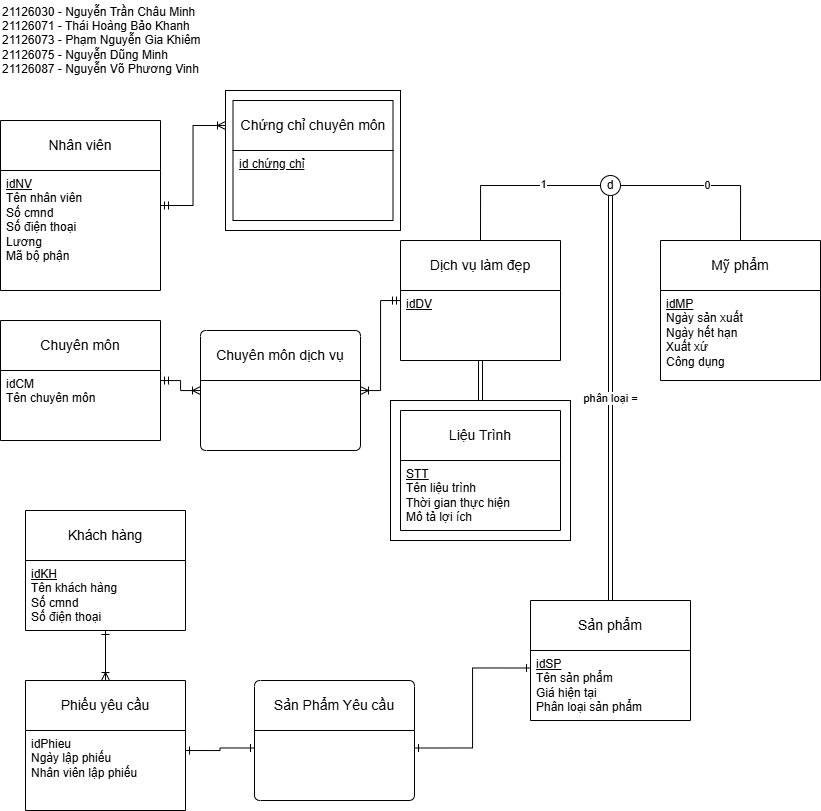 21126030 - Nguyễn Trần Châu Minh
21126071 - Thái Hoàng Bảo Khanh
21126073 - Phạm Nguyễn Gia Khiêm
21126075 - Nguyễn Dũng Minh
21126087 - Nguyễn Võ Phương Vinh
Nhân viên
idNV
Tên nhân viên
Số cmnd
Số điện thoại
Lương
Mã bộ phận
Chứng chỉ chuyên môn
id chứng chỉ
1
d
0
Dịch vụ làm đẹp
idDV
Mỹ phẩm
idMP
Ngày sản xuất
Ngày hết hạn
Xuất xứ
Công dụng
Chuyên môn
idCM
Tên chuyên môn
Chuyên môn dịch vụ
phân loại =
Liệu Trình
STT
Tên liệu trình
Thời gian thực hiện
Mô tả lợi ích
Khách hàng
idKH
Tên khách hàng
Số cmnd
Số điện thoại
Sản phẩm
idSP
Tên sản phẩm
Giá hiện tại
Phân loại sản phẩm
Phiếu yêu cầu
idPhieu
Ngày lập phiếu
Nhân viên lập phiếu
Sản Phẩm Yêu cầu